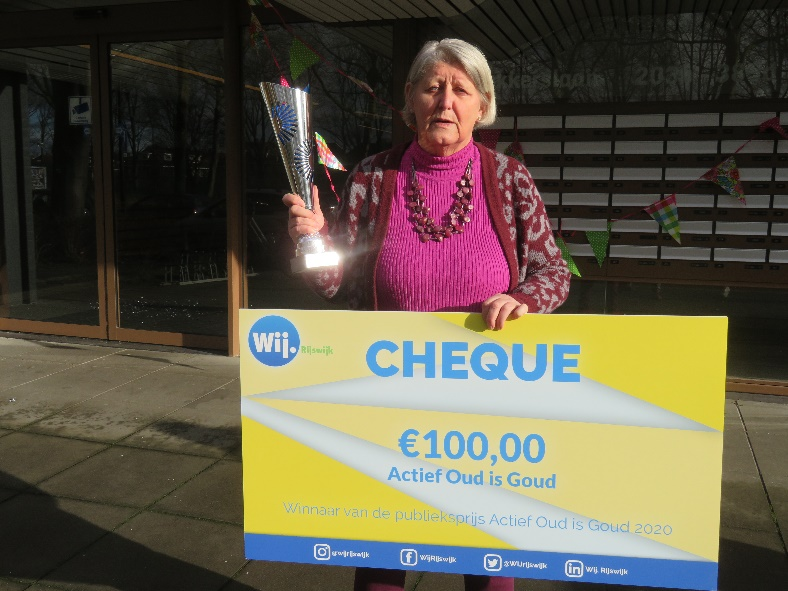 Wij.
Rijswijk
CHEQUE
€100,00
Actief Oud is Goud
Winnaar van de publieksprijs Actief Oud is Goud 2020
@wijrijswijk
WijRijswijk
@WIJrijswijk
Wij. Rijswijk